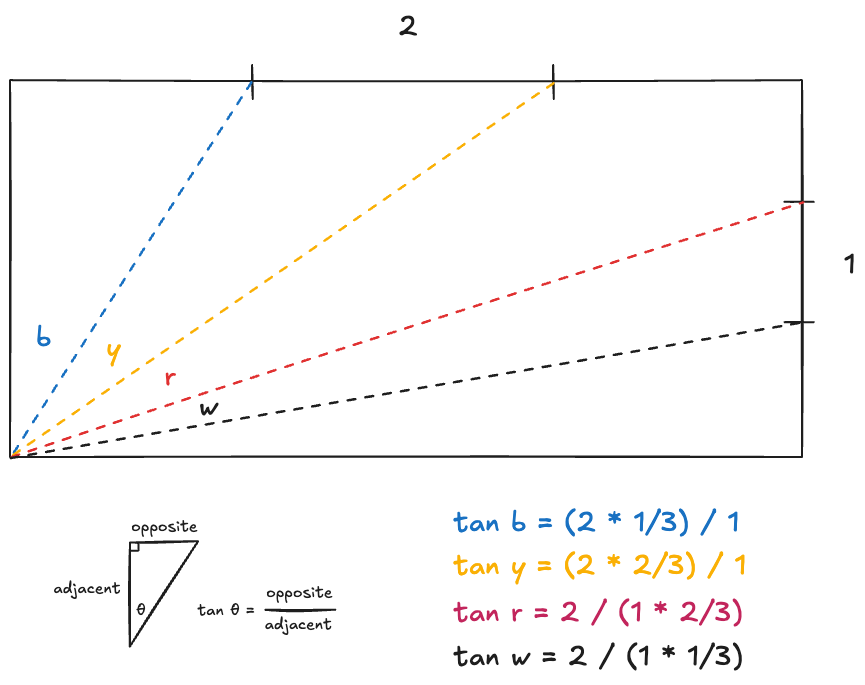 2
1
b
y
r
w
opposite
adjacent
θ
tan θ = opposite
adjacent
tan b = (2 * 1/3) / 1
tan y = (2 * 2/3) / 1
tan r = 2 / (1 * 2/3)
tan w = 2 / (1 * 1/3)